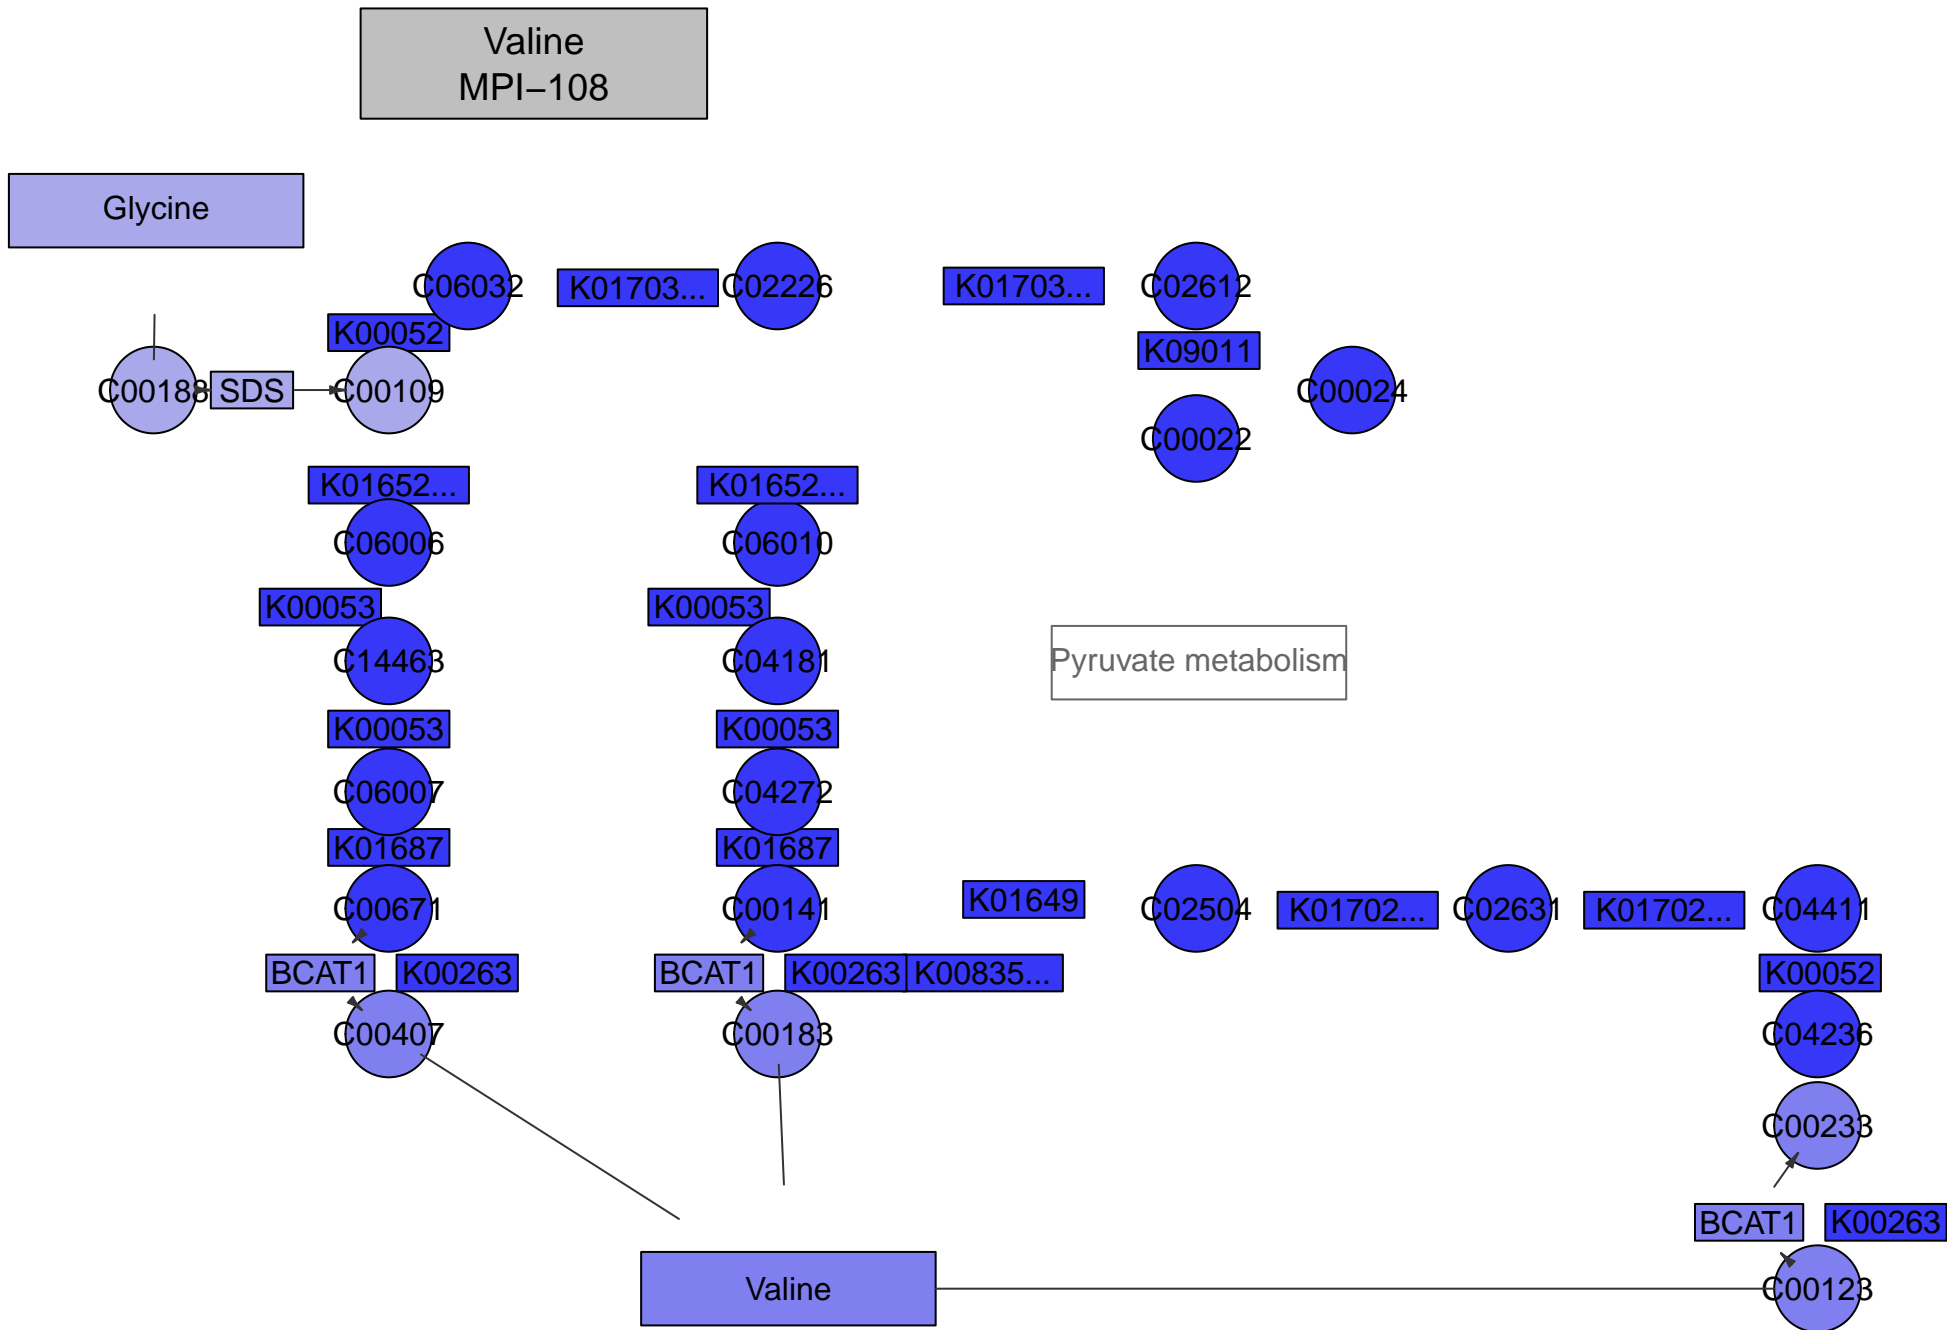 Valine
MPI–108
Glycine
C06032
K01703...
C02226
K01703...
C02612
K00052
K09011
C00188
SDS
C00109
C00024
C00022
K01652...
K01652...
C06006
C06010
K00053
K00053
C14463
C04181
Pyruvate metabolism
K00053
K00053
C06007
C04272
K01687
K01687
C00671
C00141
K01649
C02504
K01702...
C02631
K01702...
C04411
BCAT1
K00263
BCAT1
K00263
K00835...
K00052
C00407
C00183
C04236
C00233
BCAT1
K00263
Valine
C00123